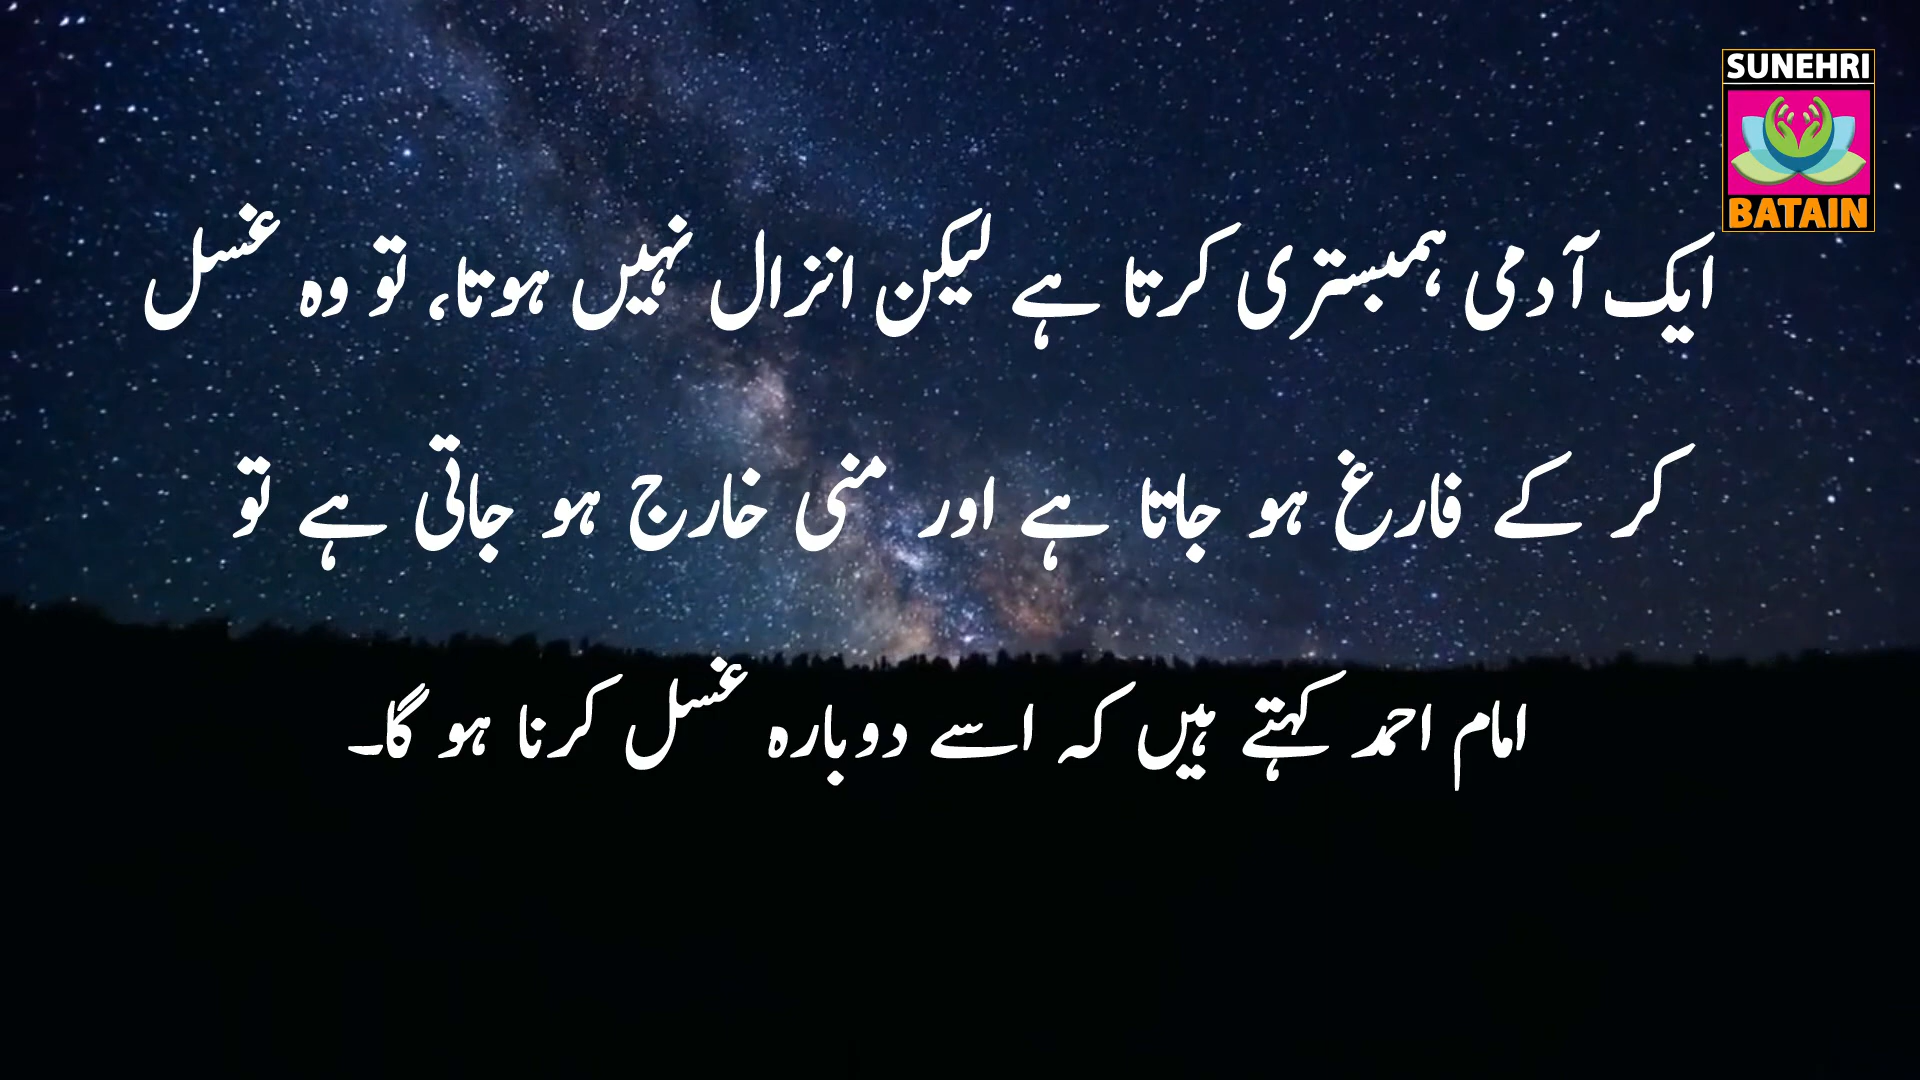 SUNEHRI
BATAIN
ایک آدمی ہمبستری کرتا ہے لیکن انزال نہیں ہوتا، تو وہ غسل
کر کے فارغ ہو جاتا ہے اور منی خارج ہو جاتی ہے تو
امام احمد کہتے ہیں کہ اسے دوبارہ غسل کرنا ہو گا۔